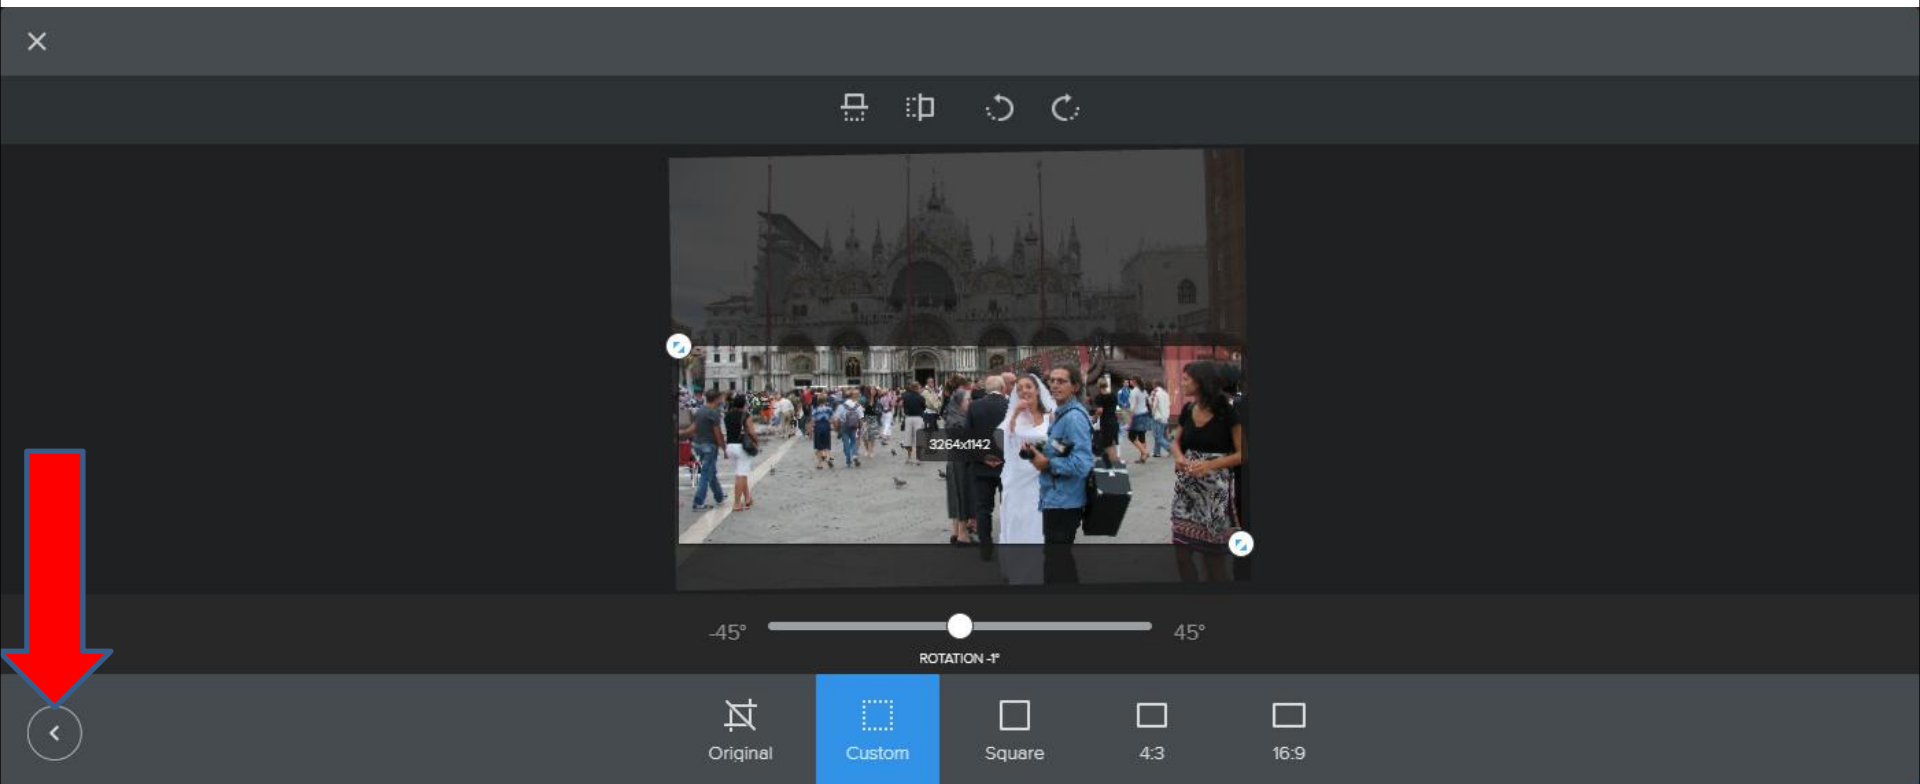 3264x1142
-45°
45°
ROTATION -1°
Original
Custom
Square
4:3
16:9